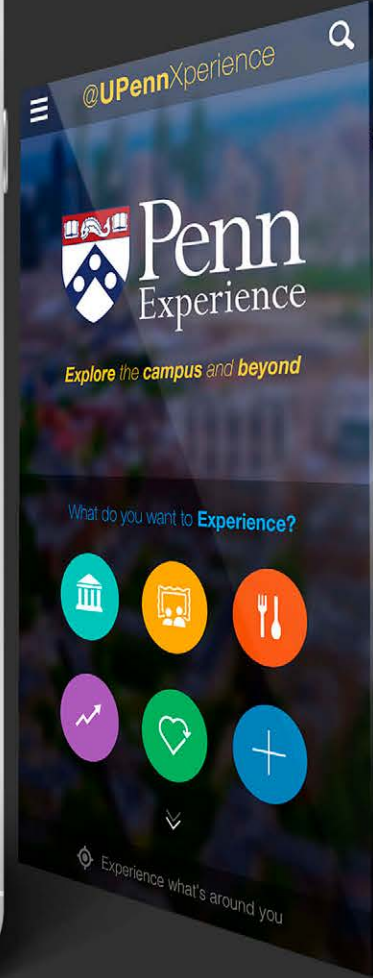 @UPennXperience
Penn
Experience
Explore the campus and beyond
What do you want to Experience?
Experience what's around you